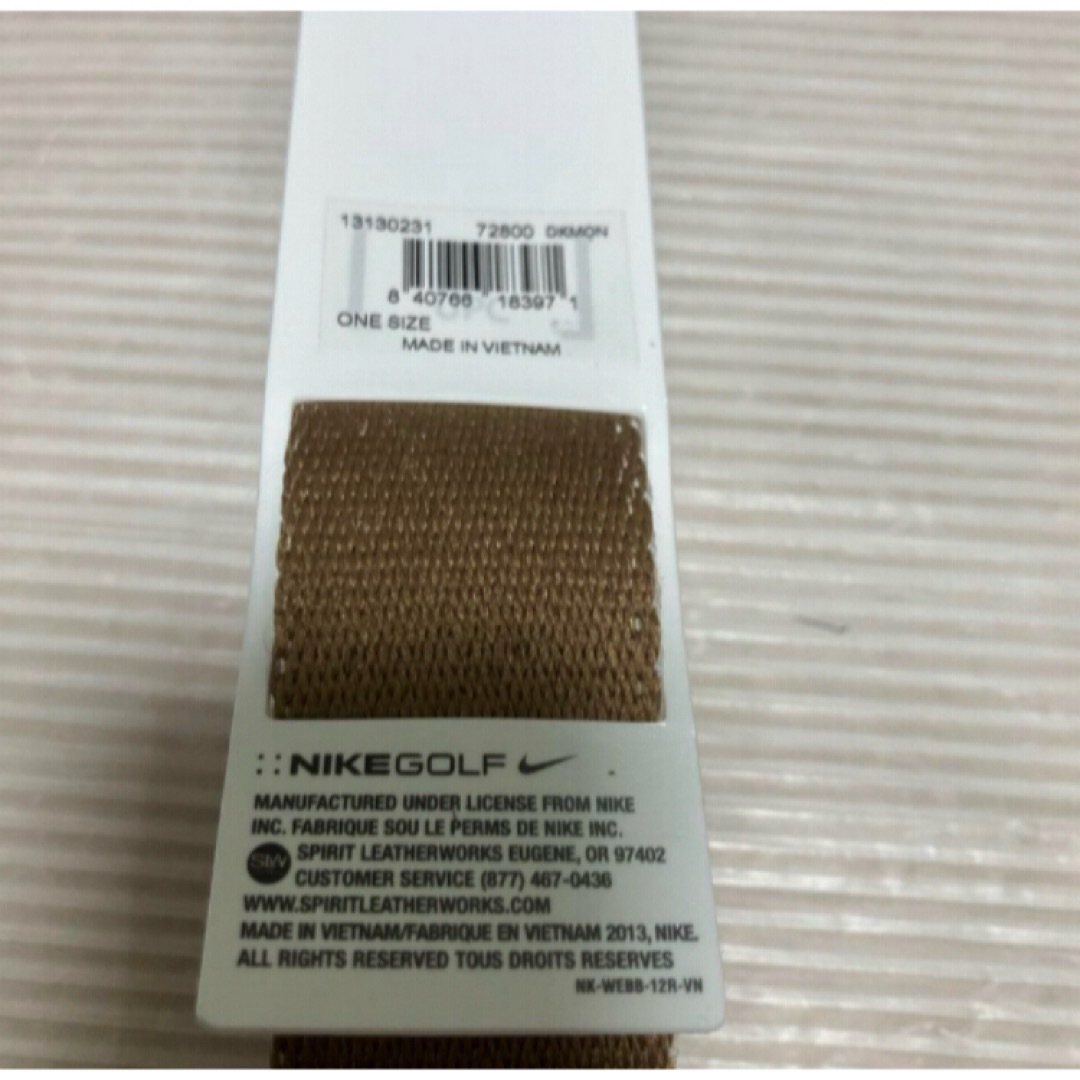 13130231 72800 DKMON
8 40766 16397 1
ONE SIZE
MADE IN VIETNAM
::NIKEGOLF
MANUFACTURED UNDER LICENSE FROM NIKE
INC. FABRIQUE SOU LE PERMS DE NIKE INC.
SPIRIT LEATHERWORKS EUGENE, OR 97402
CUSTOMER SERVICE (877) 467-0436
WWW.SPIRITLEATHERWORKS.COM
MADE IN VIETNAM/FABRIQUE EN VIETNAM 2013, NIKE.
ALL RIGHTS RESERVED TOUS DROITS RESERVES
NK-WEBB-12R-VN